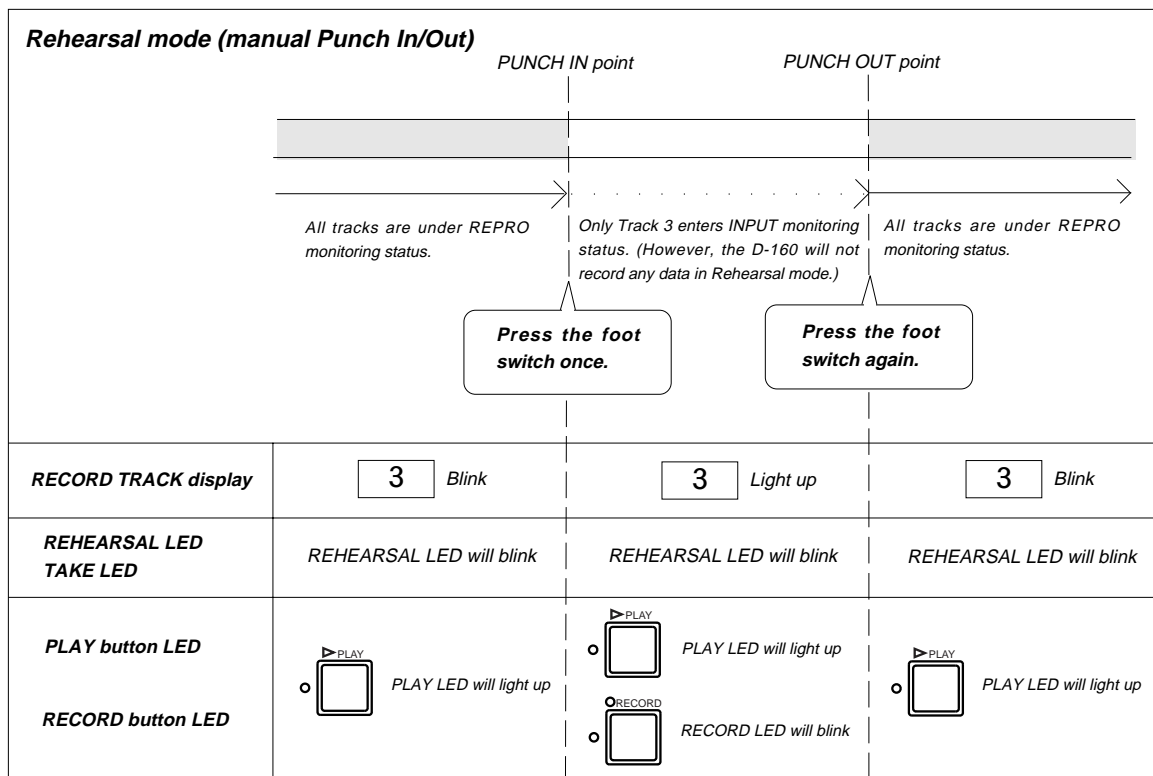 Rehearsal mode (manual Punch In/Out)
PUNCH IN point
PUNCH OUT point
All tracks are under REPRO
monitoring status.
Only Track 3 enters INPUT monitoring
status. (However, the D-160 will not
record any data in Rehearsal mode.)
All tracks are under REPRO
monitoring status.
Press the foot
switch once.
Press the foot
switch again.
RECORD TRACK display
3 Blink
3 Light up
3 Blink
REHEARSAL LED
TAKE LED
REHEARSAL LED will blink
REHEARSAL LED will blink
REHEARSAL LED will blink
PLAY button LED
RECORD button LED
PLAY
PLAY LED will light up
PLAY
PLAY LED will light up
RECORD
RECORD LED will blink
PLAY
PLAY LED will light up